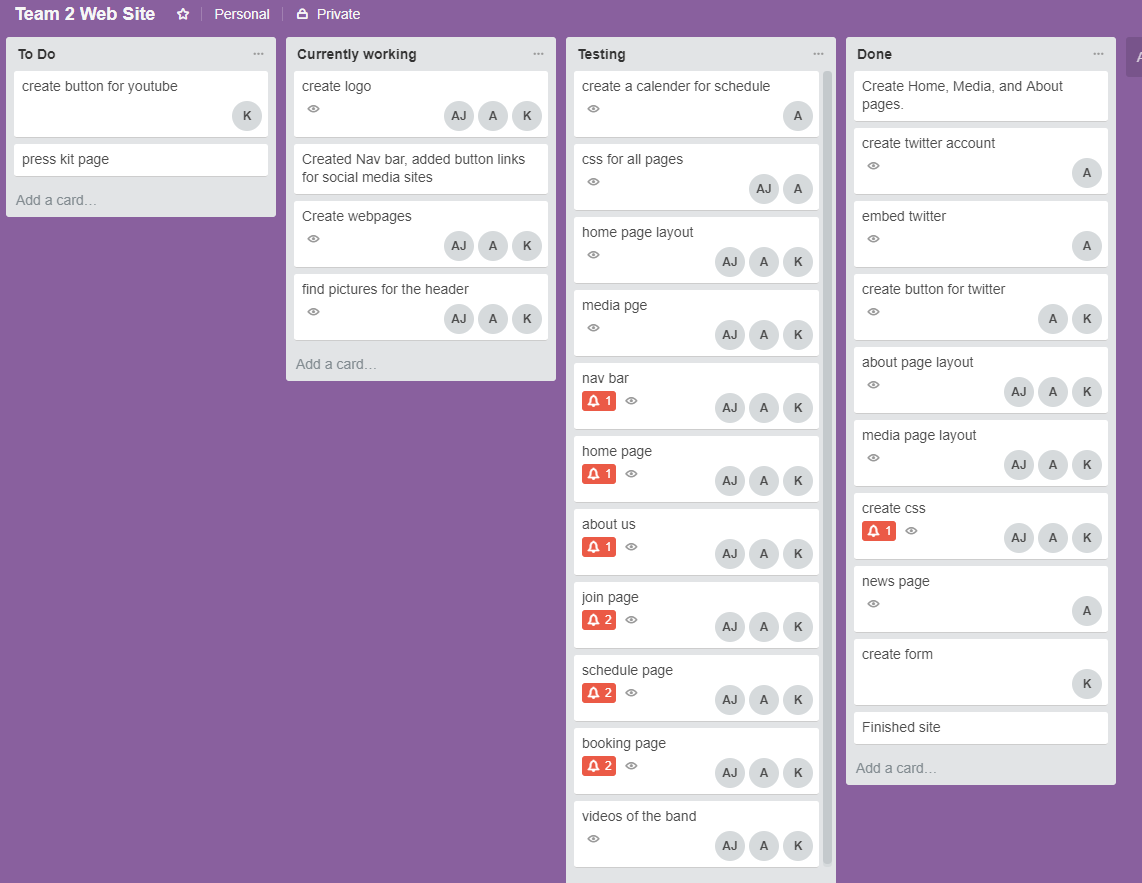 Team 2 Web Site Personal Private
To Do
create button for youtube
K
press kit page
Add a card…
Currently working
create logo
AJ A K
Created Nav bar, added button links
for social media sites
Create webpages
AJ A K
find pictures for the header
AJ A K
Add a card…
Testing
create a calender for schedule
A
css for all pages
AJ A
home page layout
AJ A K
media pge
AJ A K
nav bar
1 AJ A K
home page
1 AJ A K
about us
1 AJ A K
join page
2 AJ A K
schedule page
2 AJ A K
booking page
2 AJ A K
videos of the band
AJ A K
Done
Create Home, Media, and About
pages.
create twitter account
A
embed twitter
A
create button for twitter
A K
about page layout
AJ A K
media page layout
AJ A K
create css
1 AJ A K
news page
A
create form
K
Finished site
Add a card…